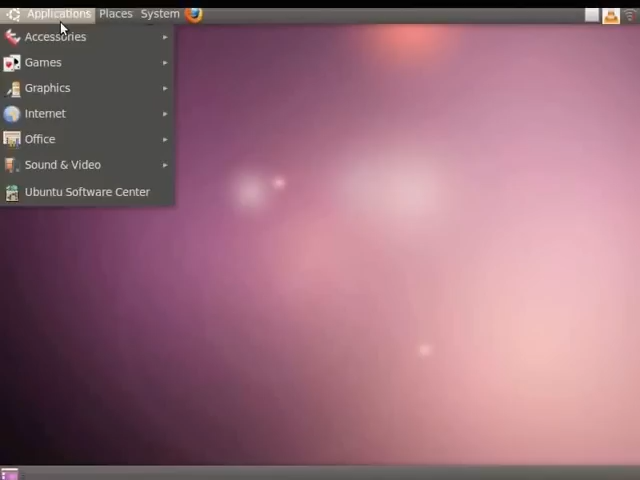 Applications Places System
Accessories
Games
Graphics
Internet
Office
Sound & Video
Ubuntu Software Center